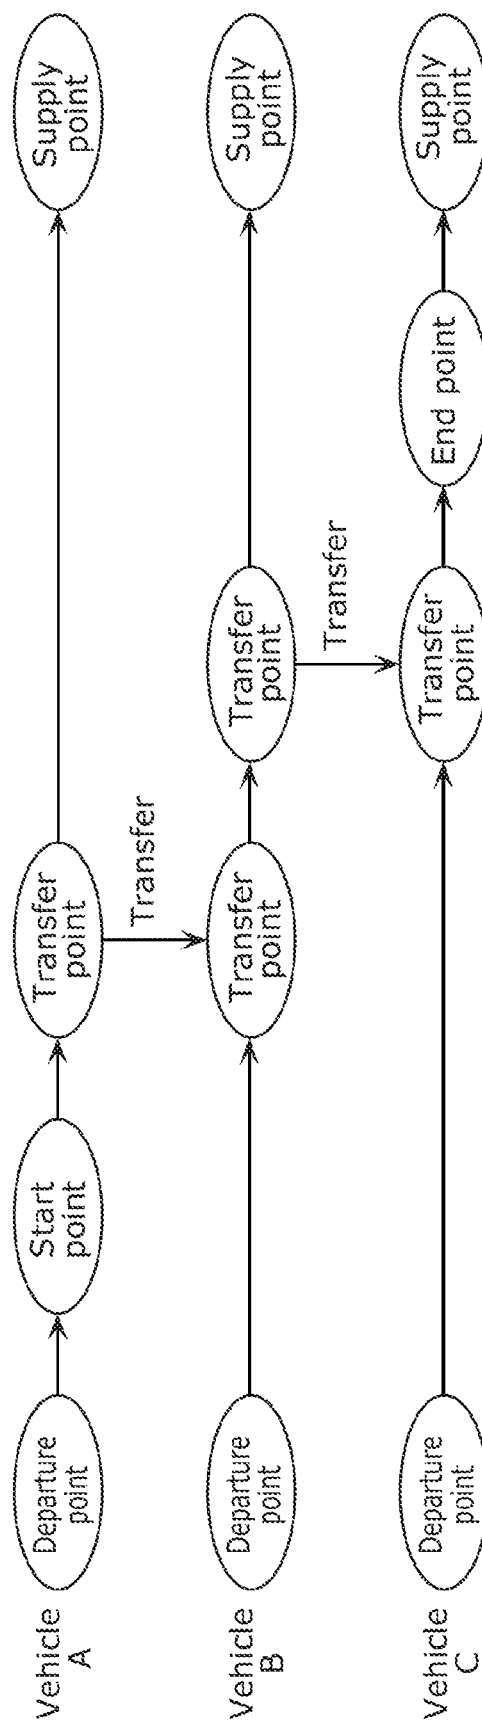 Vehicle
A
Departure
point
Start
point
Transfer
point
Supply
point
Transfer
Vehicle
B
Departure
point
Transfer
point
Transfer
point
Supply
point
Transfer
Vehicle
C
Departure
point
Transfer
point
End point
Supply
point